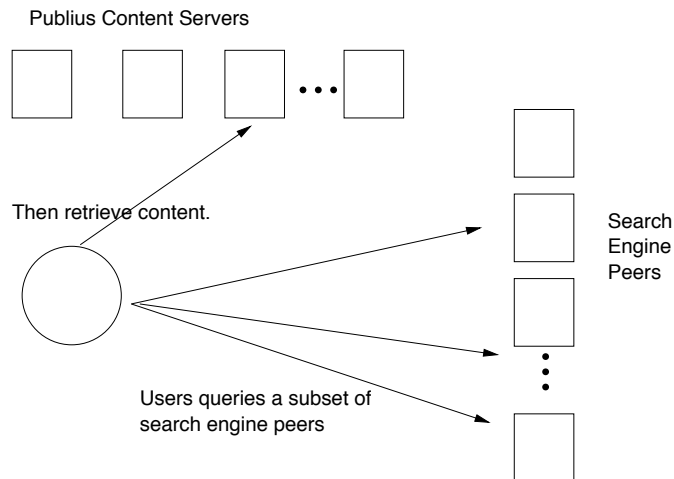 Publius Content Servers
Then retrieve content.
Search
Engine
Peers
Users queries a subset of
search engine peers